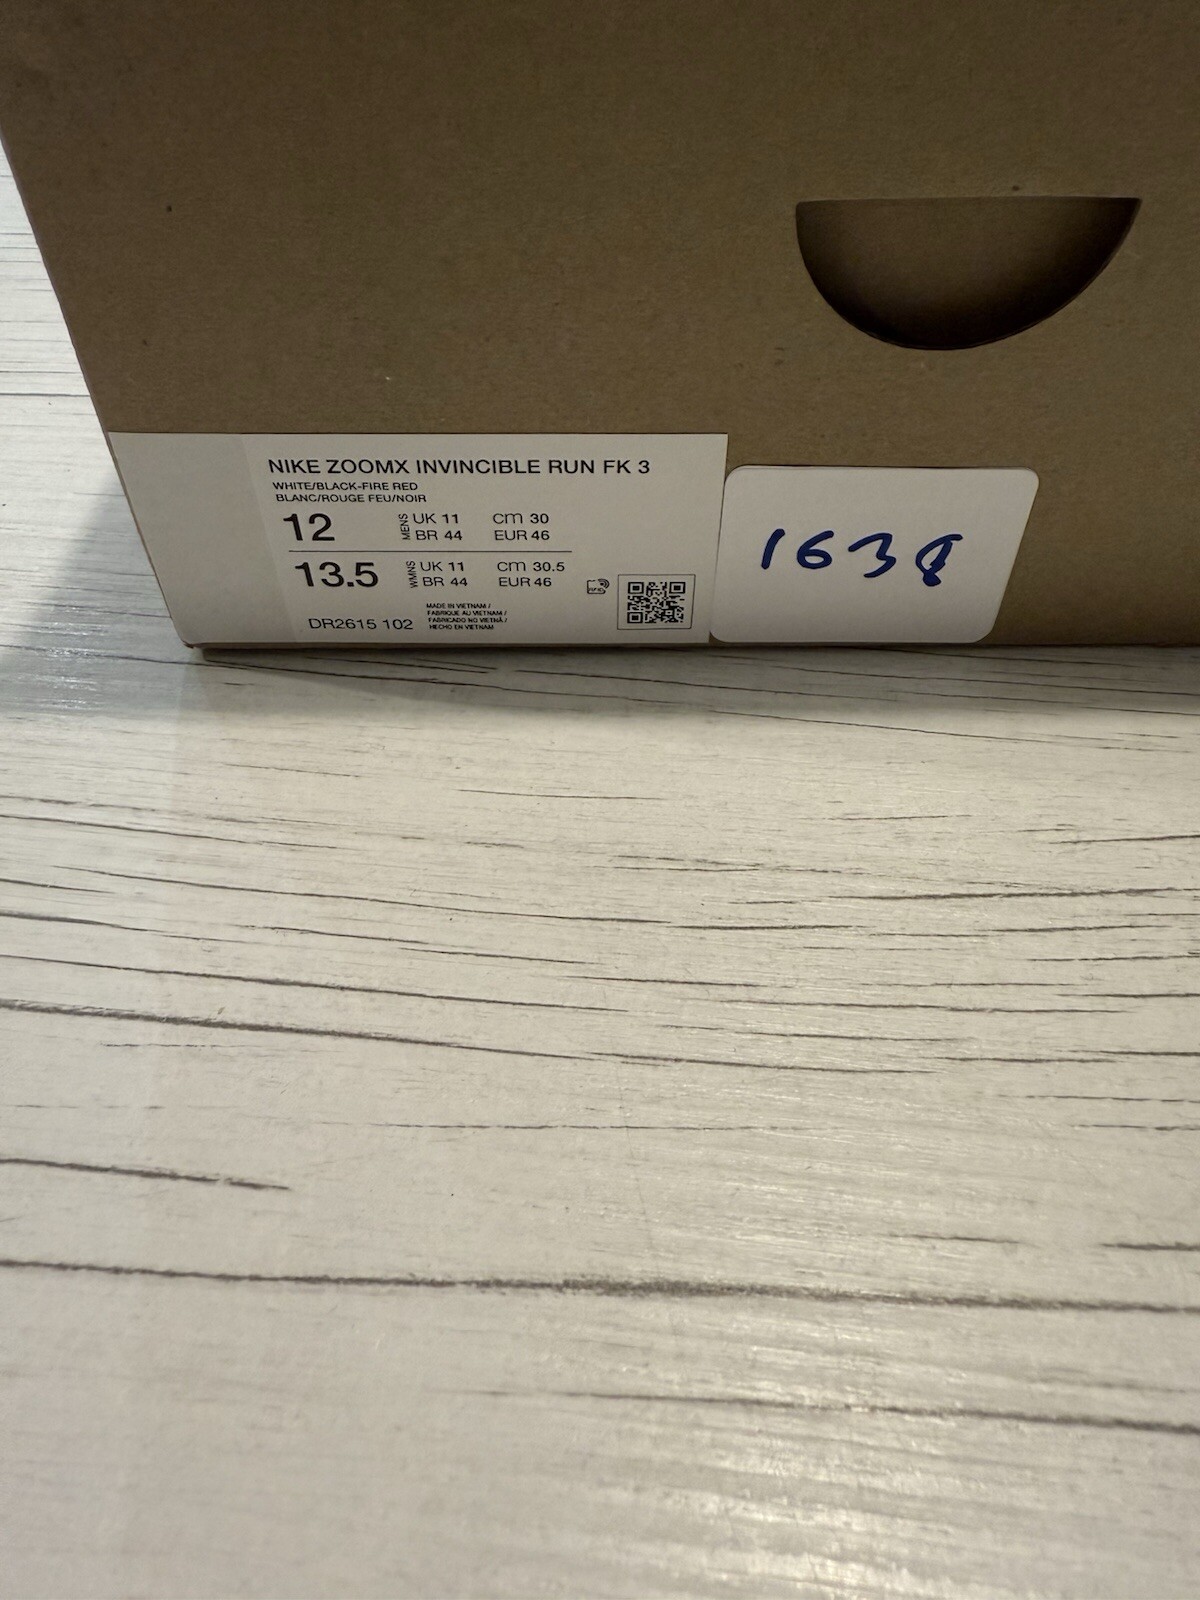 NIKE ZOOMX INVINCIBLE RUN FK 3
WHITE/BLACK-FIRE RED
BLANC/ROUGE FEU/NOIR
12 MENS UK 11 cm 30
BR 44 EUR 46
13.5 WMNS UK 11 cm 30.5
BR 44 EUR 46
DR2615 102
MADE IN VIETNAM /
FABRIQUE AU VIETNAM /
FABRICADO NO VIETNÃ /
HECHO EN VIETNAM
RFID
1638